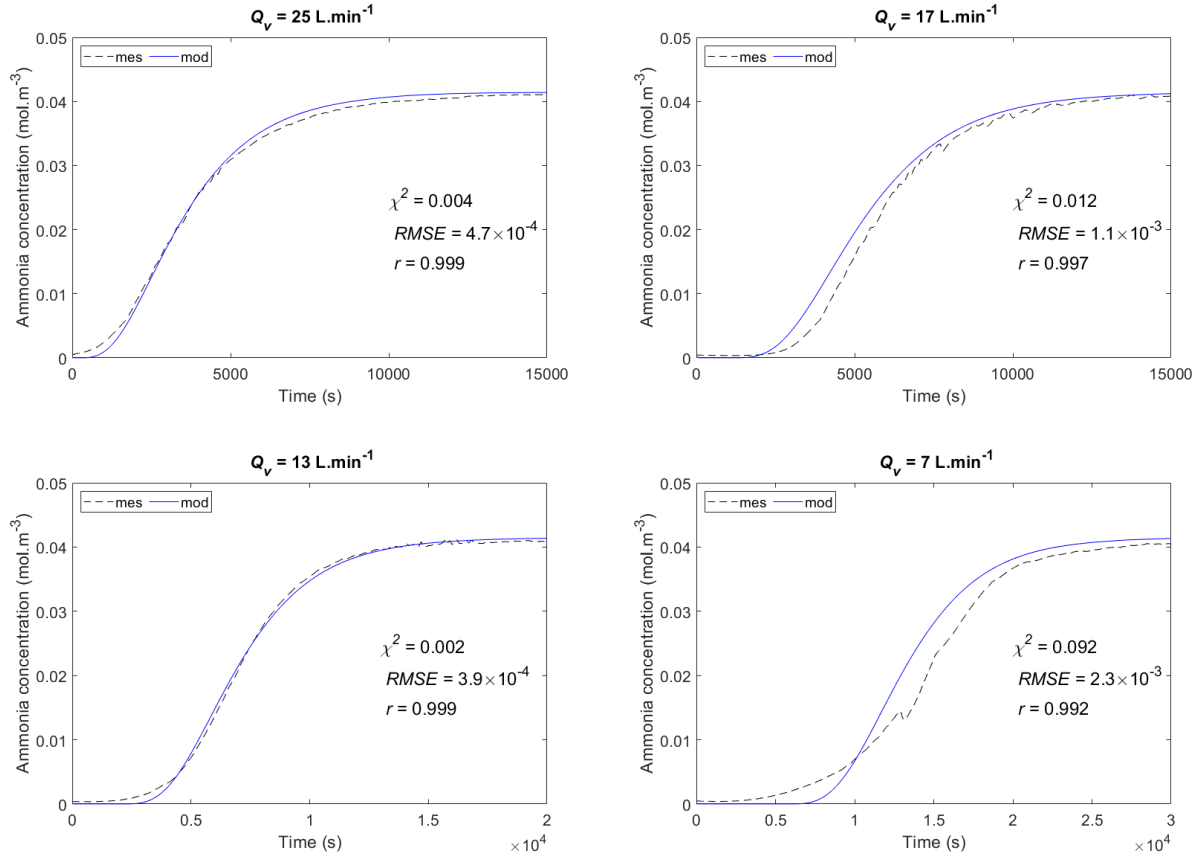 Q_v = 25 L.min^-1
mes mod
0.05
0.04
0.03
0.02
0.01
0
Ammonia concentration (mol.m^-3)
χ^2 = 0.004
RMSE = 4.7×10^-4
r = 0.999
0 5000 10000 15000
Time (s)
Q_v = 17 L.min^-1
mes mod
0.05
0.04
0.03
0.02
0.01
0
Ammonia concentration (mol.m^-3)
χ^2 = 0.012
RMSE = 1.1×10^-3
r = 0.997
0 5000 10000 15000
Time (s)
Q_v = 13 L.min^-1
mes mod
0.05
0.04
0.03
0.02
0.01
0
Ammonia concentration (mol.m^-3)
χ^2 = 0.002
RMSE = 3.9×10^-4
r = 0.999
0 0.5 1 1.5 2
Time (s)
×10^4
Q_v = 7 L.min^-1
mes mod
0.05
0.04
0.03
0.02
0.01
0
Ammonia concentration (mol.m^-3)
χ^2 = 0.092
RMSE = 2.3×10^-3
r = 0.992
0 0.5 1 1.5 2 2.5 3
Time (s)
×10^4